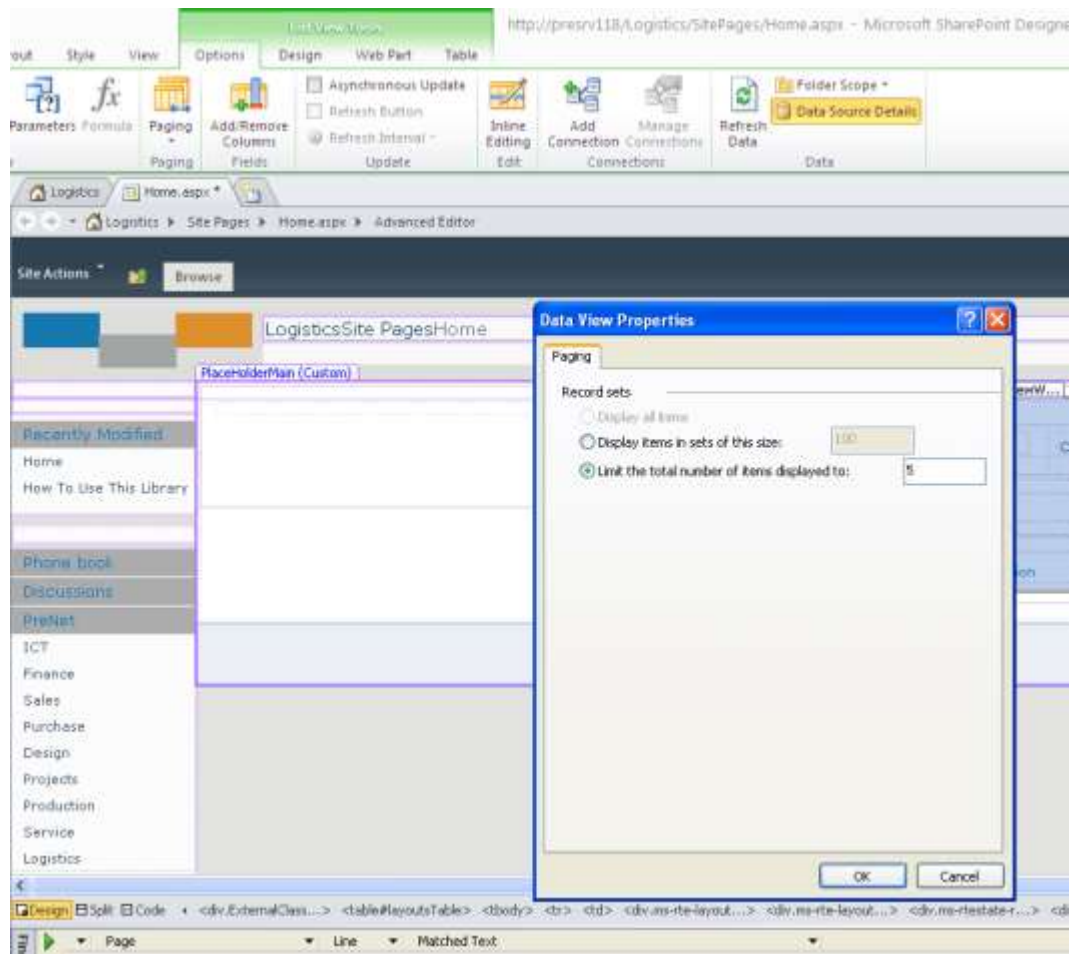 http://presrv118/Logistics/SitePages/Home.aspx - Microsoft SharePoint Designe
out Style View Options Design Web Part Table
Parameters Formula
Paging
Add/Remove Columns
Asynchronous Update
Refresh Button
Refresh Interval
Inline Editing
Add Connection
Manage Connections
Refresh Data
Folder Scope
Data Source Details
Paging Fields Update Edit Connections Data
Logistics Home.aspx *
Logistics Site Pages Home.aspx Advanced Editor
Site Actions Browse
LogisticsSite PagesHome
PlaceHolderMain (Custom)
Recently Modified
Home
How To Use This Library
Phone book
Discussions
PreNet
ICT
Finance
Sales
Purchase
Design
Projects
Production
Service
Logistics
Data View Properties
Paging
Record sets
Display all items
Display items in sets of this size: 100
Limit the total number of items displayed to: 5
OK Cancel
ewW...
on
Design Split Code <div.ExternalClass...> <table#layoutsTable> <tbody> <tr> <td> <div.ms-rte-layout...> <div.ms-rte-layout...> <div.ms-rtestate-r...> <di
Page Line Matched Text